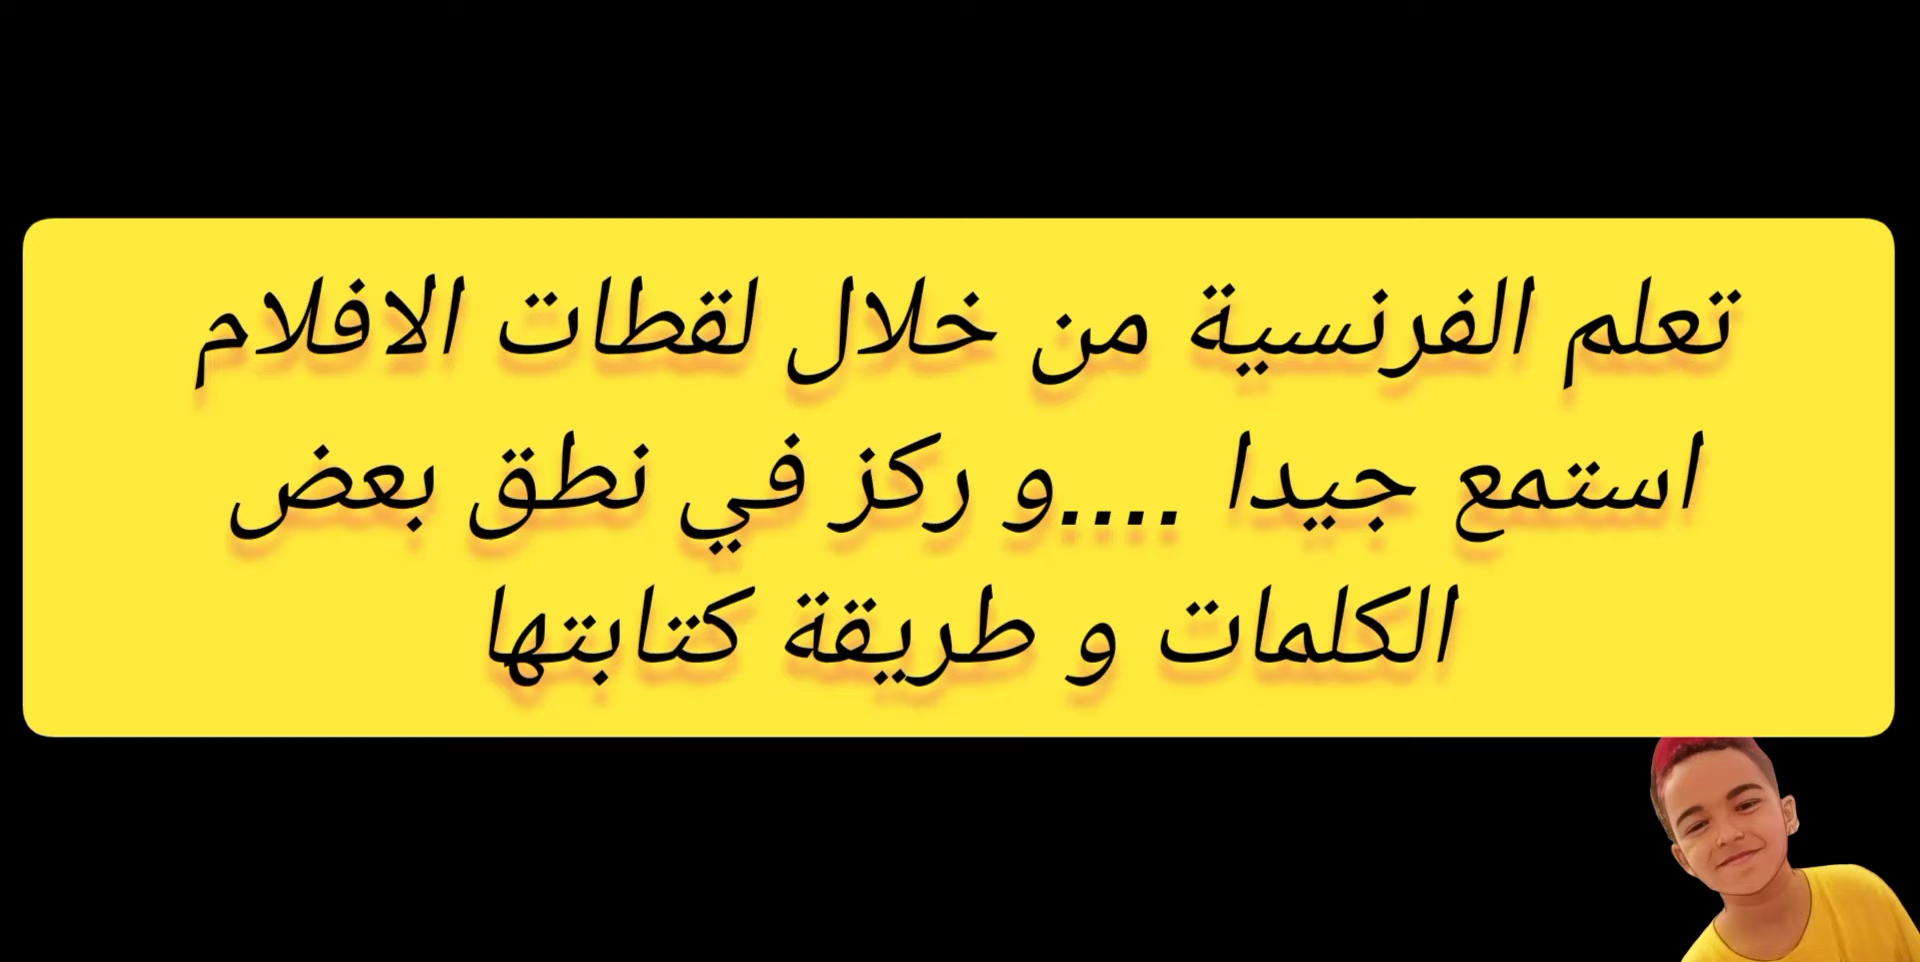 تعلم الفرنسية من خلال لقطات الافلام
استمع جيدا ....و ركز في نطق بعض
الكلمات و طريقة كتابتها